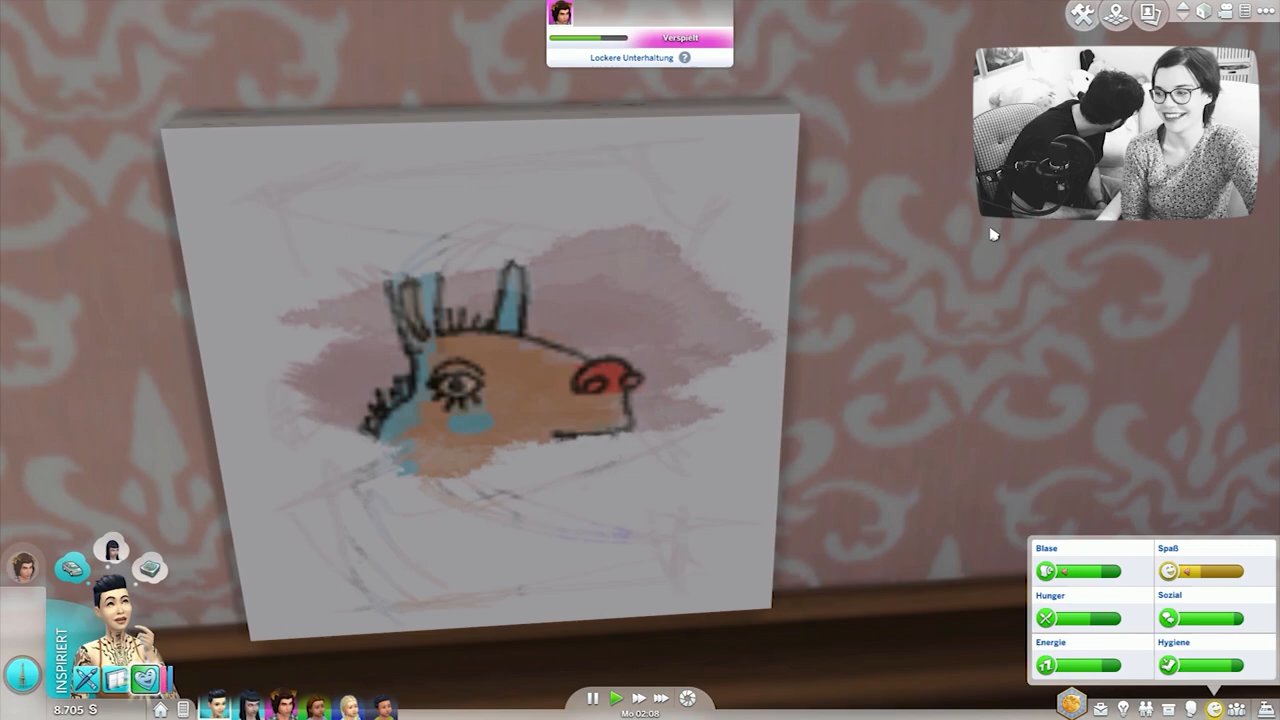 Verspielt
Lockere Unterhaltung ?
Blase
Spaß
Hunger
Sozial
Energie
Hygiene
INSPIRIERT
8.705 S
Mo 02:08